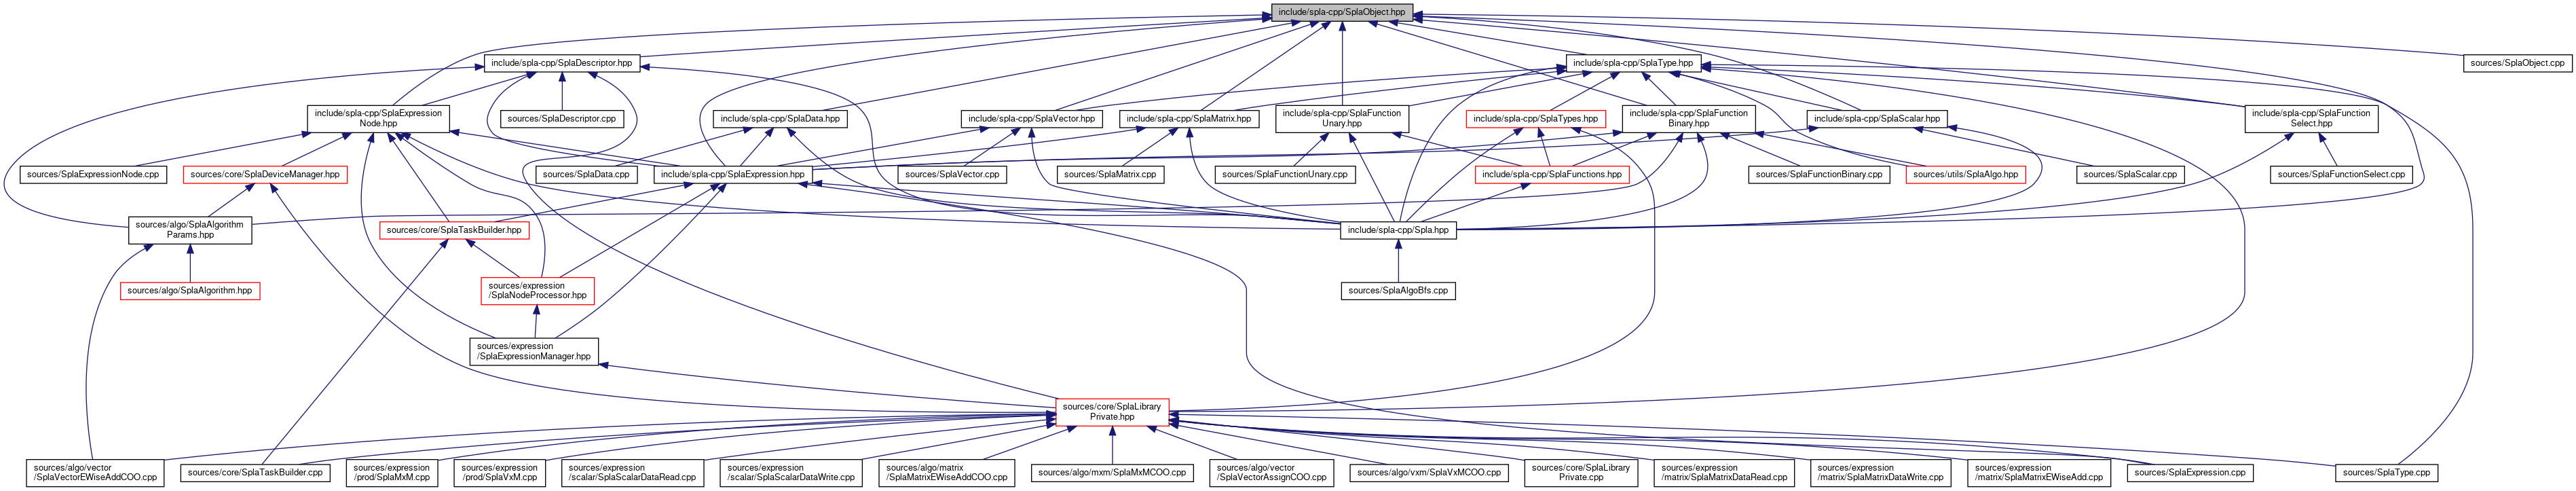 include/spla-cpp/SplaObject.hpp
include/spla-cpp/SplaDescriptor.hpp
include/spla-cpp/SplaType.hpp
sources/SplaObject.cpp
include/spla-cpp/SplaExpression
Node.hpp
sources/SplaDescriptor.cpp
include/spla-cpp/SplaData.hpp
include/spla-cpp/SplaVector.hpp
include/spla-cpp/SplaMatrix.hpp
include/spla-cpp/SplaFunction
Unary.hpp
include/spla-cpp/SplaTypes.hpp
include/spla-cpp/SplaFunction
Binary.hpp
include/spla-cpp/SplaScalar.hpp
include/spla-cpp/SplaFunction
Select.hpp
sources/SplaExpressionNode.cpp
sources/core/SplaDeviceManager.hpp
sources/SplaData.cpp
include/spla-cpp/SplaExpression.hpp
sources/SplaVector.cpp
sources/SplaMatrix.cpp
sources/SplaFunctionUnary.cpp
include/spla-cpp/SplaFunctions.hpp
sources/SplaFunctionBinary.cpp
sources/utils/SplaAlgo.hpp
sources/SplaScalar.cpp
sources/SplaFunctionSelect.cpp
sources/algo/SplaAlgorithm
Params.hpp
sources/core/SplaTaskBuilder.hpp
include/spla-cpp/Spla.hpp
sources/algo/SplaAlgorithm.hpp
sources/expression
/SplaNodeProcessor.hpp
sources/SplaAlgoBfs.cpp
sources/expression
/SplaExpressionManager.hpp
sources/core/SplaLibrary
Private.hpp
sources/algo/vector
/SplaVectorEWiseAddCOO.cpp
sources/core/SplaTaskBuilder.cpp
sources/expression
/prod/SplaMxM.cpp
sources/expression
/prod/SplaVxM.cpp
sources/expression
/scalar/SplaScalarDataRead.cpp
sources/expression
/scalar/SplaScalarDataWrite.cpp
sources/algo/matrix
/SplaMatrixEWiseAddCOO.cpp
sources/algo/mxm/SplaMxMCOO.cpp
sources/algo/vector
/SplaVectorAssignCOO.cpp
sources/algo/vxm/SplaVxMCOO.cpp
sources/core/SplaLibrary
Private.cpp
sources/expression
/matrix/SplaMatrixDataRead.cpp
sources/expression
/matrix/SplaMatrixDataWrite.cpp
sources/expression
/matrix/SplaMatrixEWiseAdd.cpp
sources/SplaExpression.cpp
sources/SplaType.cpp